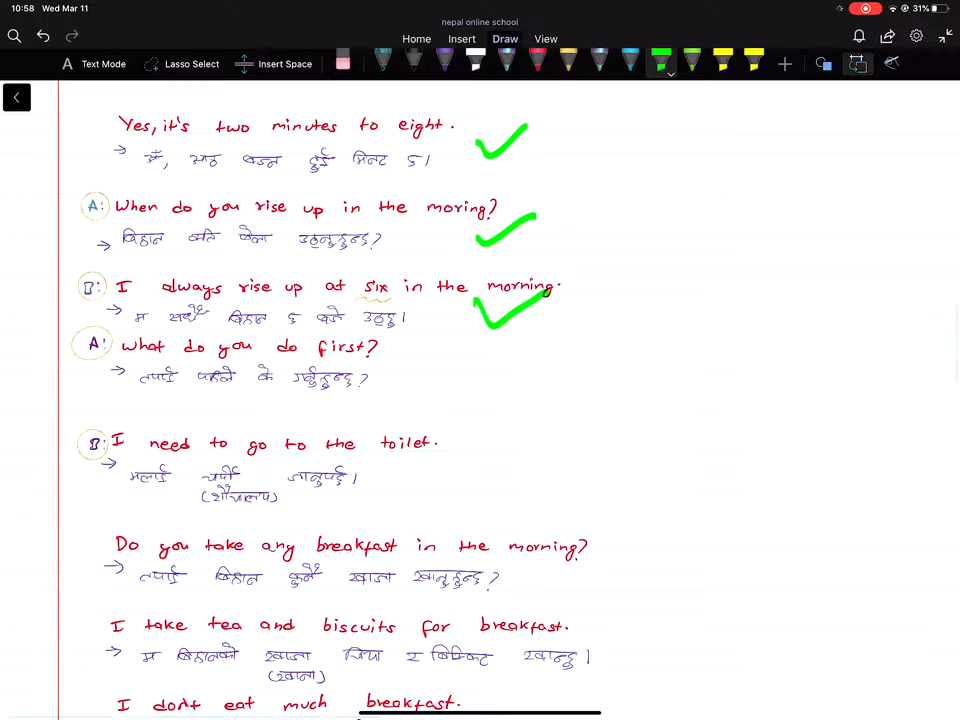 10:58 Wed Mar 11
31%
nepal online school
Home Insert Draw View
A Text Mode Lasso Select Insert Space
Yes, it's two minutes to eight.
→ अँ, आठ बज्न दुई मिनेट छ।
A: When do you rise up in the moring?
→ बिहान कति बेला उठ्नुहुन्छ?
B: I always rise up at six in the morning.
→ म सधैँ बिहान ६ बजे उठ्छु।
A: What do you do first?
→ तपाई पहिले के गर्नुहुन्छ?
B: I need to go to the toilet.
→ मलाई चर्पी जानुपर्छ।
(शौचालय)
Do you take any breakfast in the morning?
→ तपाई बिहान कुनै खाजा खानुहुन्छ?
I take tea and biscuits for breakfast.
→ म बिहानको खाजा चिया र बिस्किट खान्छु।
(खाना)
I don't eat much breakfast.